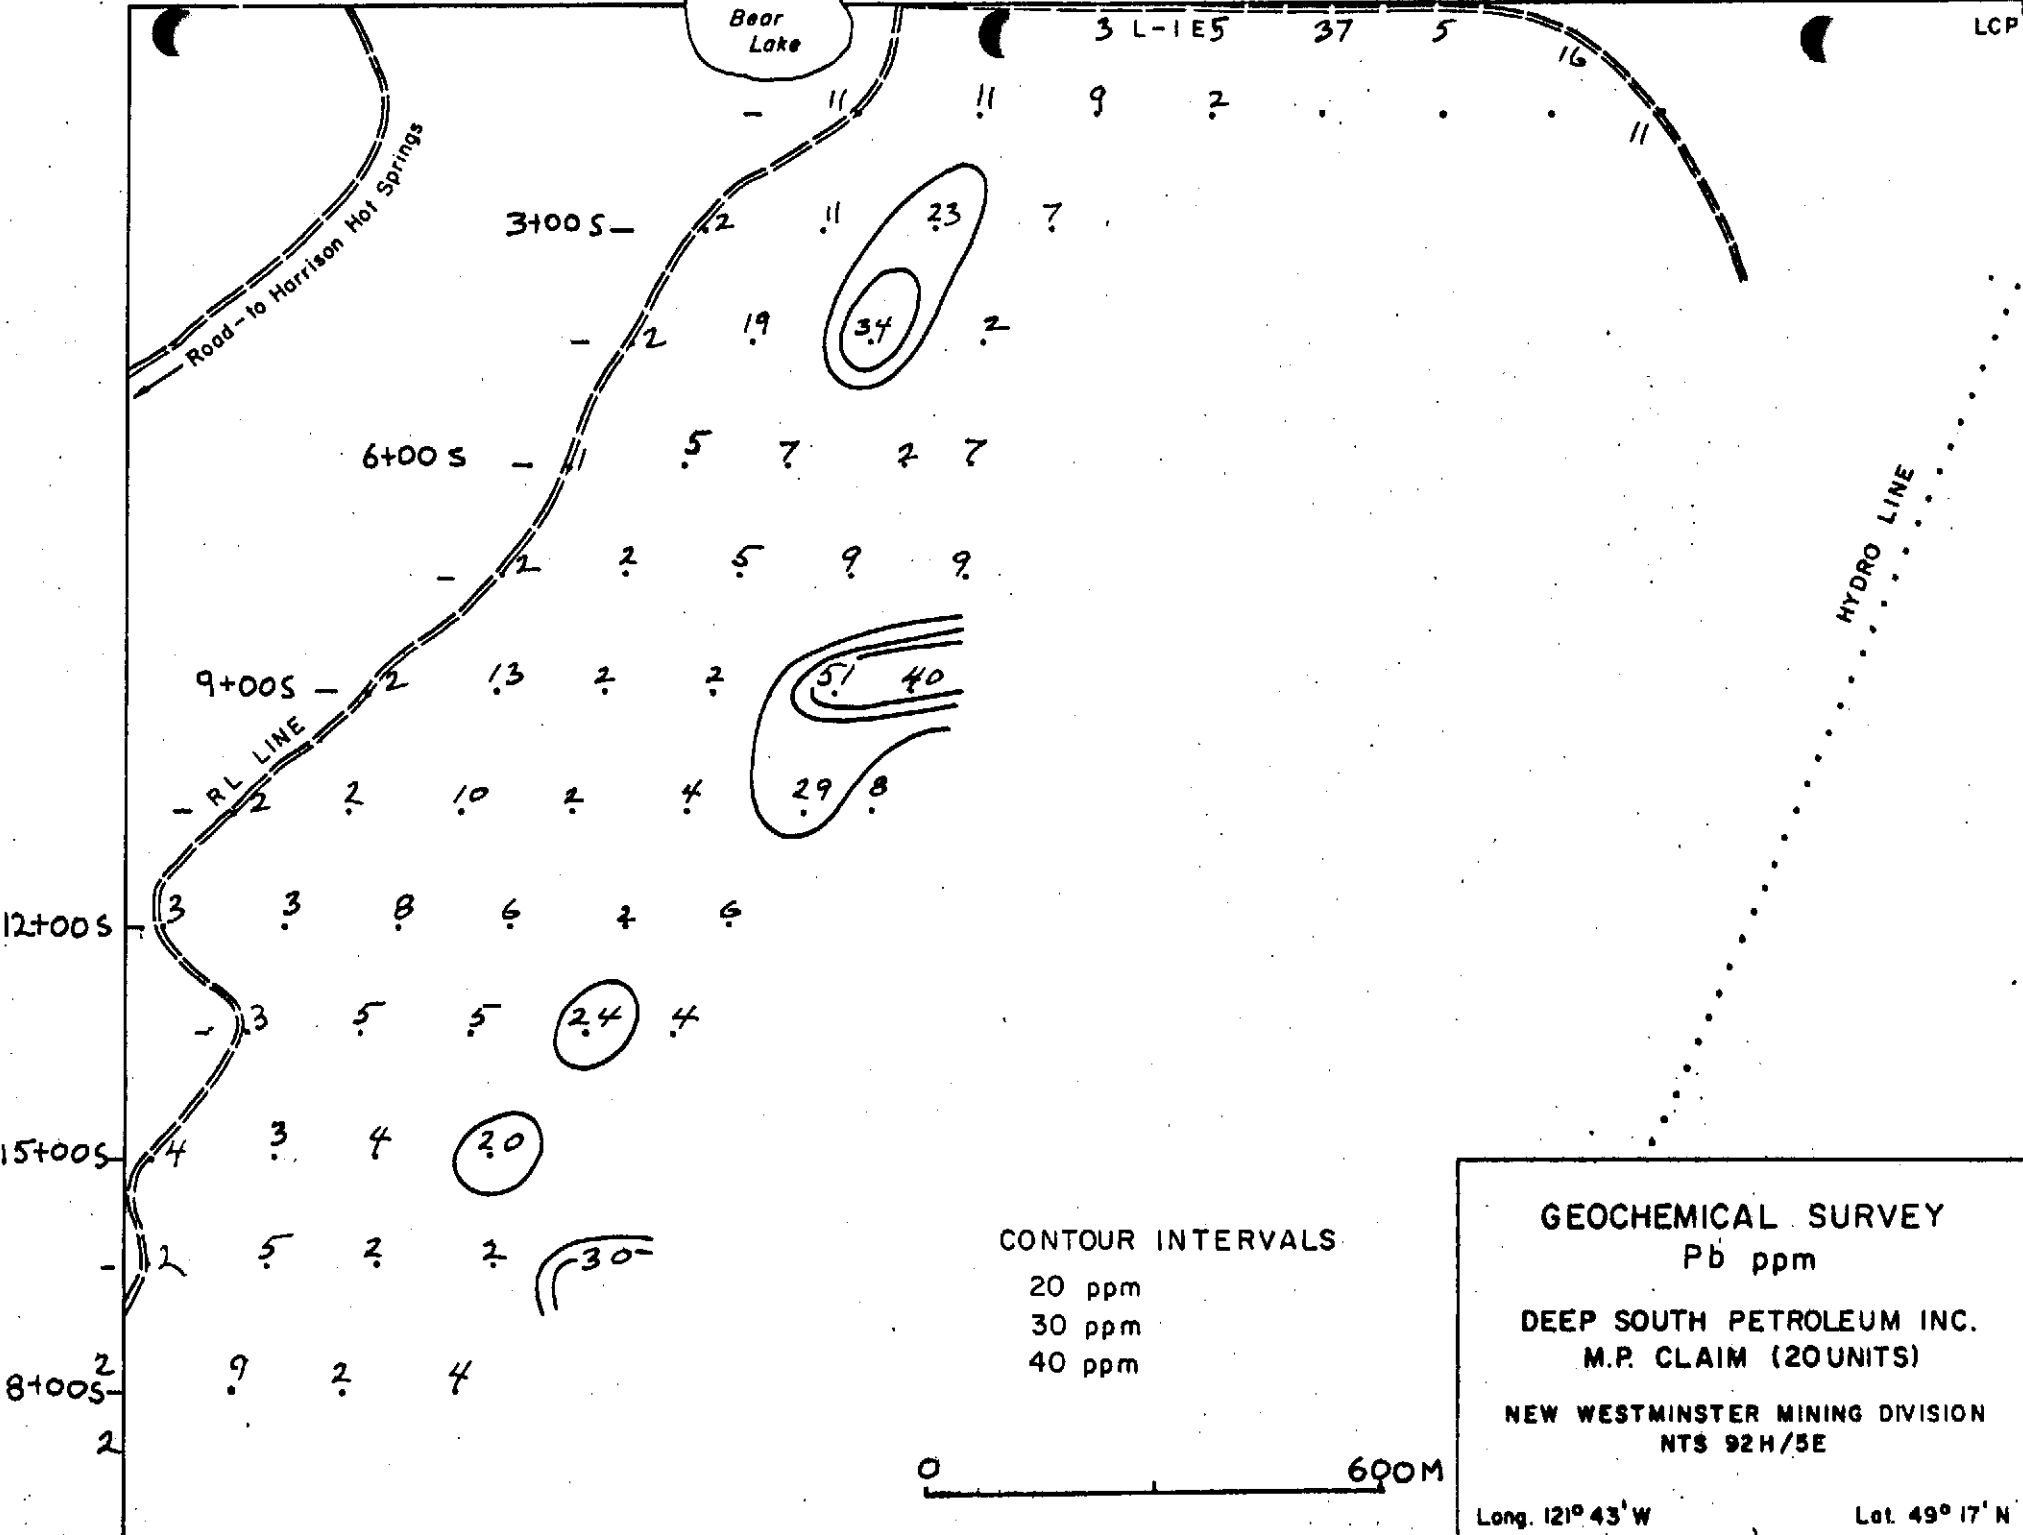 Bear
Lake
3 L-1E5 37 5
LCP
16
11 11 9 2
11
Road-to Harrison Hot Springs
3+00S 2 11 23 7
2 19 34 2
6+00S 1 5 7 2 7
2 2 5 9 9
HYDRO LINE
9+00S 2 13 2 2 51 40
RL LINE
2 2 10 2 4 29 8
12+00S 3 3 8 6 2 6
3 5 5 24 4
15+00S 4 3 4 20
2 5 2 2 30
2 9 2 4
8+00S
2
CONTOUR INTERVALS
20 ppm
30 ppm
40 ppm
0 600M
GEOCHEMICAL SURVEY
Pb ppm
DEEP SOUTH PETROLEUM INC.
M.P. CLAIM (20 UNITS)
NEW WESTMINSTER MINING DIVISION
NTS 92H/5E
Long. 121° 43' W Lat. 49° 17' N